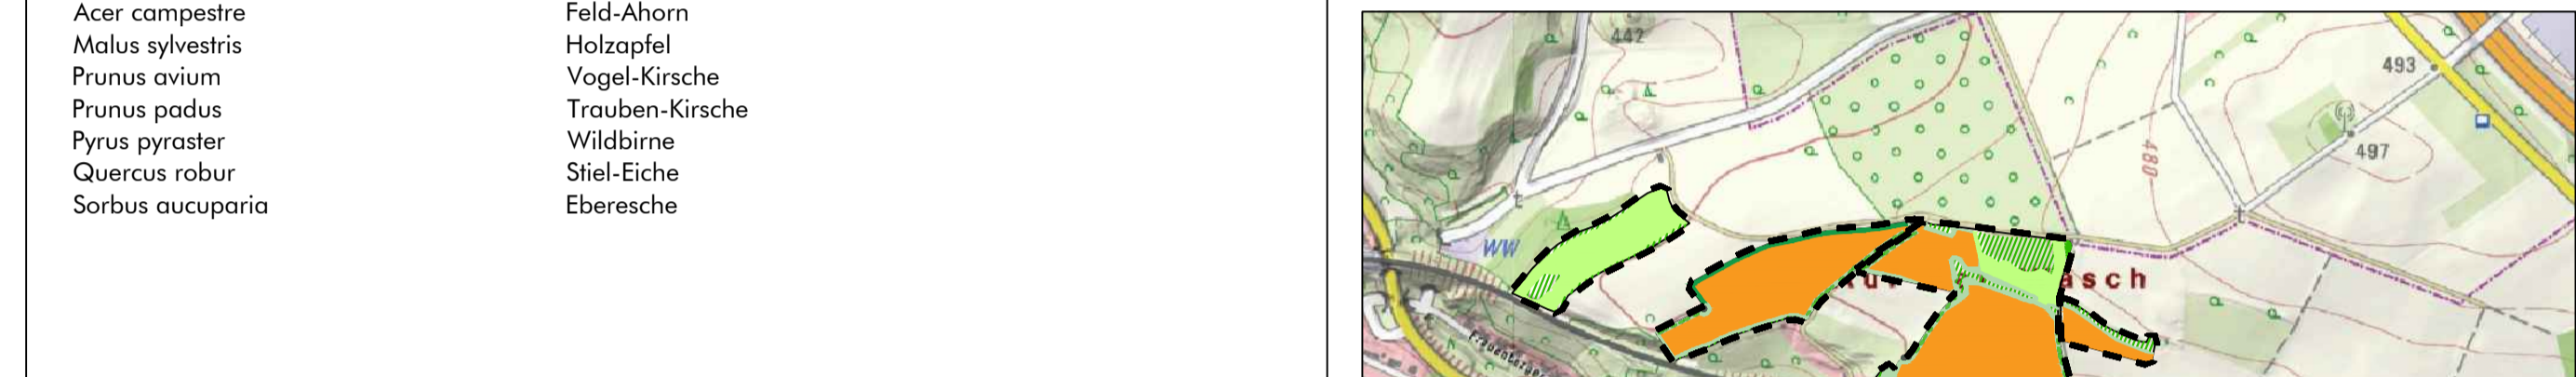 Acer campestre Feld-Ahorn
Malus sylvestris Holzapfel
Prunus avium Vogel-Kirsche
Prunus padus Trauben-Kirsche
Pyrus pyraster Wildbirne
Quercus robur Stiel-Eiche
Sorbus aucuparia Eberesche
442
493
497
480
WW
asch